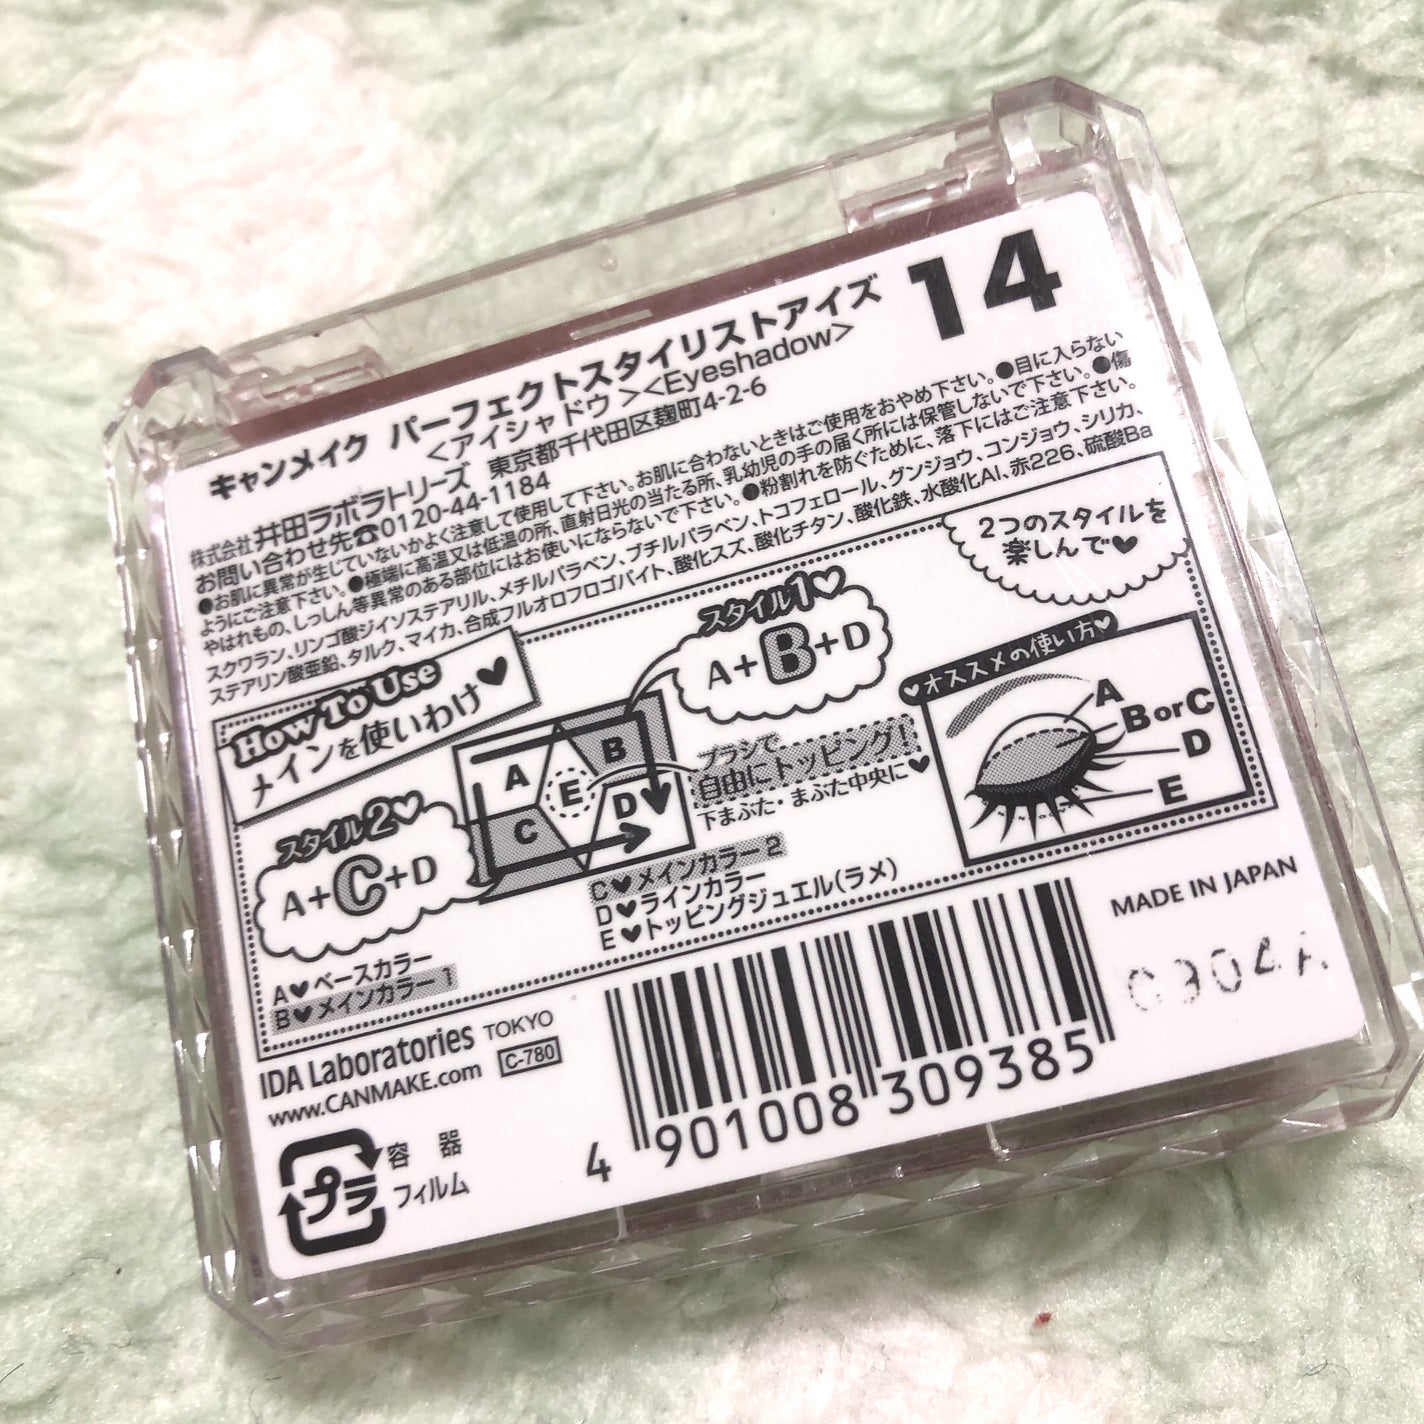 キャンメイク パーフェクトスタイリストアイズ
14
<アイシャドウ><Eyeshadow>
株式会社井田ラボラトリーズ 東京都千代田区麹町4-2-6
お問い合わせ先☎0120-44-1184
●お肌に異常が生じていないかよく注意して使用して下さい。お肌に合わないときはご使用をおやめ下さい。●目に入らない
ようにご注意下さい。●極端に高温又は低温の所、直射日光の当たる所、乳幼児の手の届く所には保管しないで下さい。●傷
やはれもの、しっしん等異常のある部位にはお使いにならないで下さい。●粉割れを防ぐために、落下にはご注意下さい。
スクワラン、リンゴ酸ジイソステアリル、メチルパラベン、ブチルパラベン、トコフェロール、グンジョウ、コンジョウ、シリカ、
ステアリン酸亜鉛、タルク、マイカ、合成フルオロフロゴパイト、酸化スズ、酸化チタン、酸化鉄、水酸化Al、赤226、硫酸Ba
How To Use
メインを使いわけ♥
スタイル1♡
A+B+D
2つのスタイルを
楽しんで♥
♥オススメの使い方♥
A
B or C
D
E
A
B
E
C
D
ブラシで
自由にトッピング!
下まぶた・まぶた中央に♥
スタイル2♡
A+C+D
A♥ベースカラー
B♥メインカラー1
C♥メインカラー2
D♥ラインカラー
E♥トッピングジュエル(ラメ)
IDA Laboratories TOKYO
www.CANMAKE.com C-780
プラ
容 器
フィルム
4 901008 309385
MADE IN JAPAN